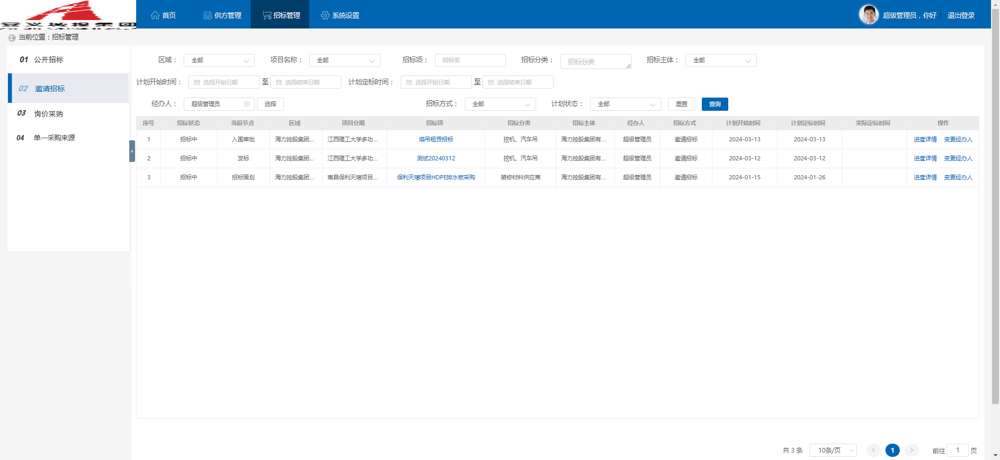 首页 供方管理 招标管理 系统设置 超级管理员，你好 退出登录
当前位置：招标管理
01 公开招标
02 邀请招标
03 询价采购
04 单一采购来源
区域： 全部 项目名称： 全部 招标项： 招标项 招标分类： 招标分类 招标主体： 全部
计划开始时间： 选择开始日期 至 选择结束日期 计划定标时间： 选择开始日期 至 选择结束日期
经办人： 超级管理员 选择 招标方式： 全部 计划状态： 全部 重置 查询
序号 招标状态 当前节点 区域 项目分期 招标项 招标分类 招标主体 经办人 招标方式 计划开始时间 计划定标时间 实际定标时间 操作
1 招标中 入围审批 海力控股集团... 江西理工大学多功... 塔吊租赁招标 挖机、汽车吊 海力控股集团有... 超级管理员 邀请招标 2024-03-13 2024-03-13 进度详情 变更经办人
2 招标中 发标 海力控股集团... 江西理工大学多功... 测试20240312 挖机、汽车吊 海力控股集团有... 超级管理员 邀请招标 2024-03-12 2024-03-12 进度详情 变更经办人
3 招标中 招标策划 海力控股集团... 南昌保利天珺项目... 保利天珺项目HDPE排水板采购 装修材料供应商 海力控股集团有... 超级管理员 邀请招标 2024-01-15 2024-01-26 进度详情 变更经办人
共 3 条 10条/页 1 前往 1 页